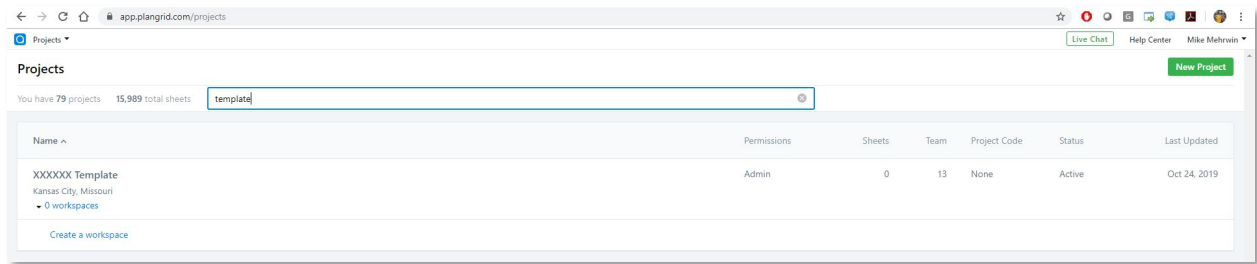 app.plangrid.com/projects
Projects Live Chat Help Center Mike Mehrwin
Projects New Project
You have 79 projects 15,989 total sheets template
Name Permissions Sheets Team Project Code Status Last Updated
XXXXXX Template Admin 0 13 None Active Oct 24, 2019
Kansas City, Missouri
0 workspaces
Create a workspace